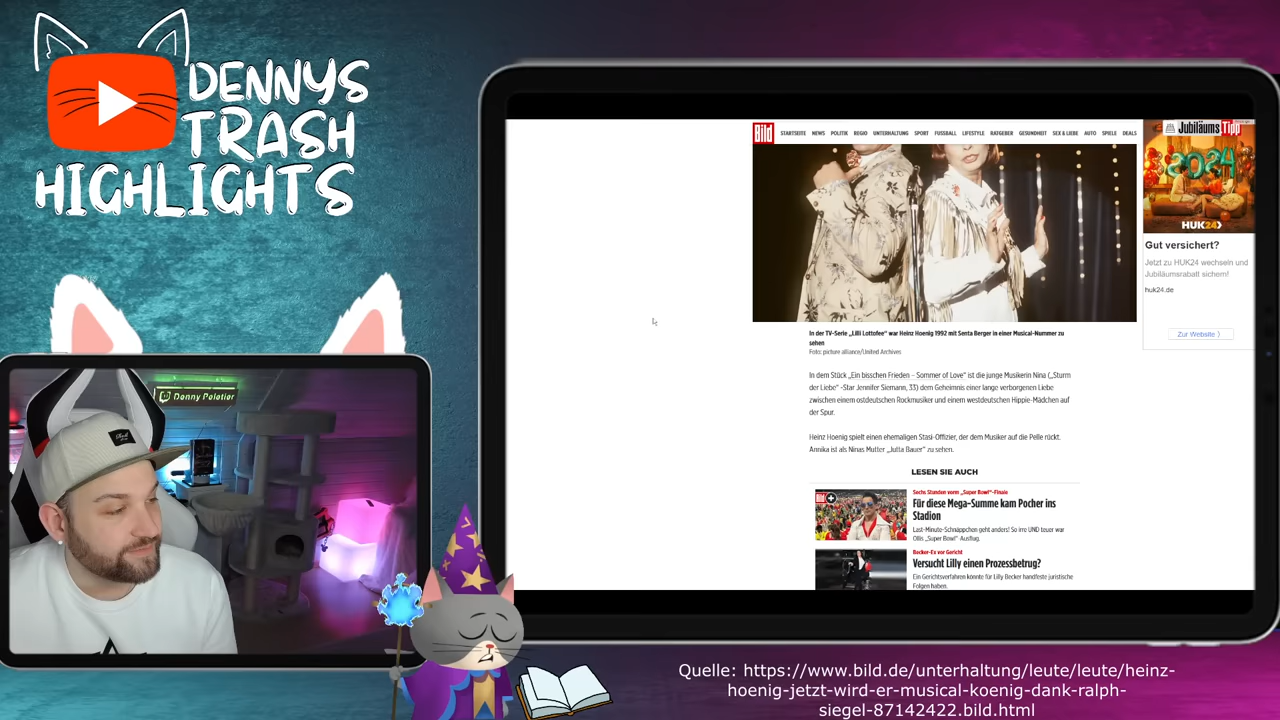 DENNYS
TRASH
HIGHLIGHTS
Denny Polotior
Bild
STARTSEITE NEWS POLITIK REGIO UNTERHALTUNG SPORT FUSSBALL LIFESTYLE RATGEBER GESUNDHEIT SEX & LIEBE AUTO SPIELE DEALS
In der TV-Serie „Lilli Lottofee“ war Heinz Hoenig 1992 mit Senta Berger in einer Musical-Nummer zu
sehen
Foto: picture alliance/United Archives
In dem Stück „Ein bisschen Frieden – Sommer of Love“ ist die junge Musikerin Nina („Sturm
der Liebe“ -Star Jennifer Siemann, 33) dem Geheimnis einer lange verborgenen Liebe
zwischen einem ostdeutschen Rockmusiker und einem westdeutschen Hippie-Mädchen auf
der Spur.
Heinz Hoenig spielt einen ehemaligen Stasi-Offizier, der dem Musiker auf die Pelle rückt.
Annika ist als Ninas Mutter „Jutta Bauer“ zu sehen.
LESEN SIE AUCH
Bild
Sechs Stunden vorm „Super Bowl“-Finale
Für diese Mega-Summe kam Pocher ins
Stadion
Last-Minute-Schnäppchen geht anders! So irre UND teuer war
Ollis „Super Bowl“-Ausflug.
Becker-Ex vor Gericht
Versucht Lilly einen Prozessbetrug?
Ein Gerichtsverfahren könnte für Lilly Becker handfeste juristische
Folgen haben.
Jubiläums Tipp
2024
HUK24
Gut versichert?
Jetzt zu HUK24 wechseln und
Jubiläumsrabatt sichern!
huk24.de
Zur Website
Quelle: https://www.bild.de/unterhaltung/leute/leute/heinz-
hoenig-jetzt-wird-er-musical-koenig-dank-ralph-
siegel-87142422.bild.html